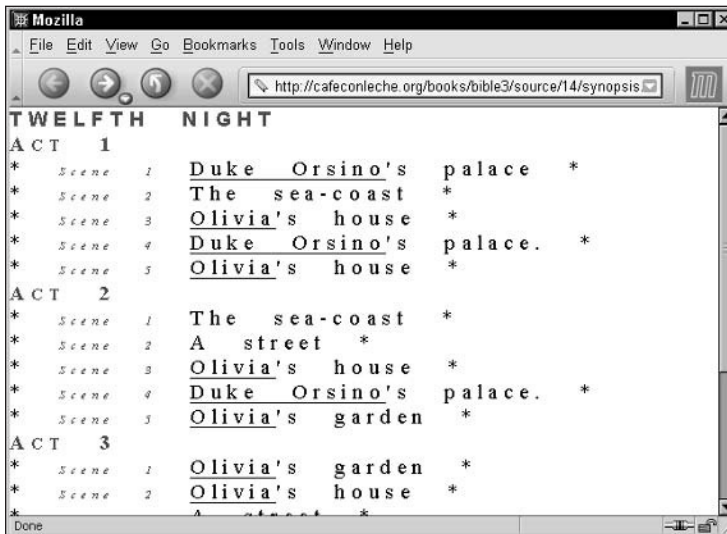 Mozilla
File Edit View Go Bookmarks Tools Window Help
http://cafeconleche.org/books/bible3/source/14/synopsis.
TWELFTH NIGHT
ACT 1
* Scene 1 Duke Orsino's palace *
* Scene 2 The sea-coast *
* Scene 3 Olivia's house *
* Scene 4 Duke Orsino's palace. *
* Scene 5 Olivia's house *
ACT 2
* Scene 1 The sea-coast *
* Scene 2 A street *
* Scene 3 Olivia's house *
* Scene 4 Duke Orsino's palace. *
* Scene 5 Olivia's garden *
ACT 3
* Scene 1 Olivia's garden *
* Scene 2 Olivia's house *
* A street *
Done